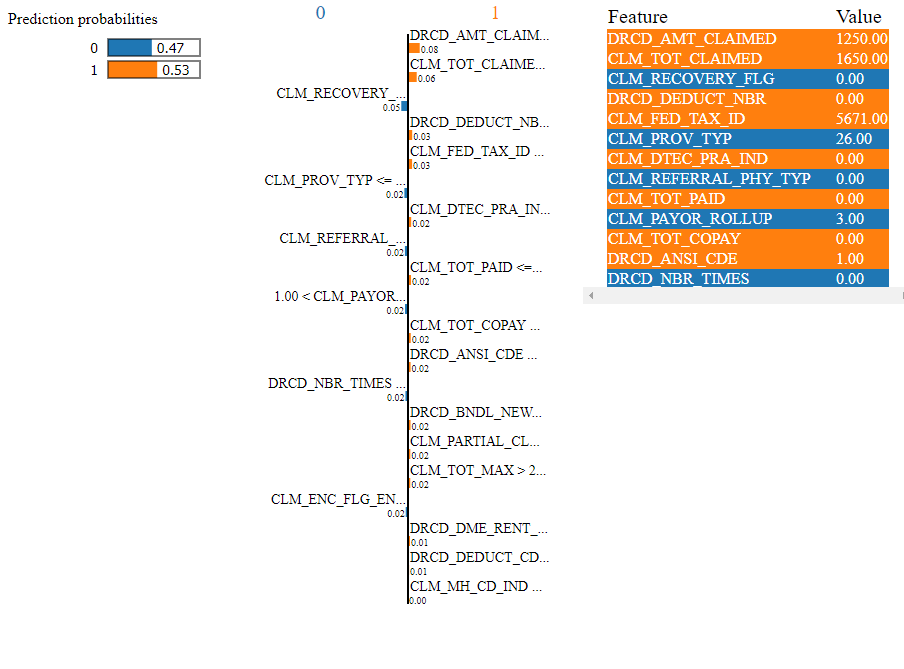 Prediction probabilities
0 0.47
1 0.53
0 1
DRCD_AMT_CLAIM...
0.08
CLM_TOT_CLAIME...
0.06
CLM_RECOVERY_...
0.05
DRCD_DEDUCT_NB...
0.03
CLM_FED_TAX_ID ...
0.03
CLM_PROV_TYP <= ...
0.02
CLM_DTEC_PRA_IN...
0.02
CLM_REFERRAL_...
0.02
CLM_TOT_PAID <=...
0.02
1.00 < CLM_PAYOR...
0.02
CLM_TOT_COPAY ...
0.02
DRCD_ANSI_CDE ...
0.02
DRCD_NBR_TIMES ...
0.02
DRCD_BNDL_NEW...
0.02
CLM_PARTIAL_CL...
0.02
CLM_TOT_MAX > 2...
0.02
CLM_ENC_FLG_EN...
0.02
DRCD_DME_RENT_...
0.01
DRCD_DEDUCT_CD...
0.01
CLM_MH_CD_IND ...
0.00
Feature Value
DRCD_AMT_CLAIMED 1250.00
CLM_TOT_CLAIMED 1650.00
CLM_RECOVERY_FLG 0.00
DRCD_DEDUCT_NBR 0.00
CLM_FED_TAX_ID 5671.00
CLM_PROV_TYP 26.00
CLM_DTEC_PRA_IND 0.00
CLM_REFERRAL_PHY_TYP 0.00
CLM_TOT_PAID 0.00
CLM_PAYOR_ROLLUP 3.00
CLM_TOT_COPAY 0.00
DRCD_ANSI_CDE 1.00
DRCD_NBR_TIMES 0.00